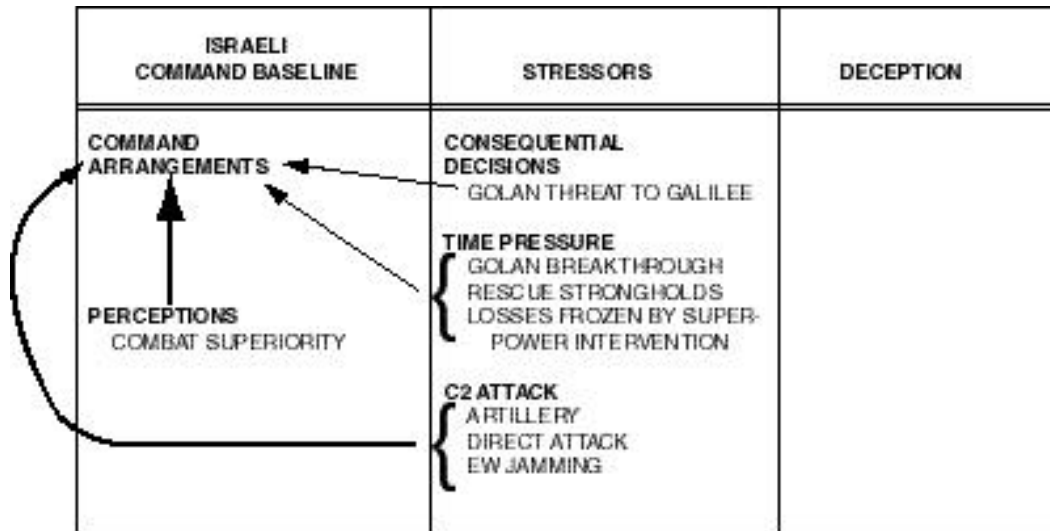 ISRAELI
COMMAND BASELINE
STRESSORS
DECEPTION
COMMAND
ARRANGEMENTS
PERCEPTIONS
COMBAT SUPERIORITY
CONSEQUENTIAL
DECISIONS
GOLAN THREAT TO GALILEE
TIME PRESSURE
GOLAN BREAKTHROUGH
RESCUE STRONGHOLDS
LOSSES FROZEN BY SUPER-
POWER INTERVENTION
C2 ATTACK
ARTILLERY
DIRECT ATTACK
EW JAMMING